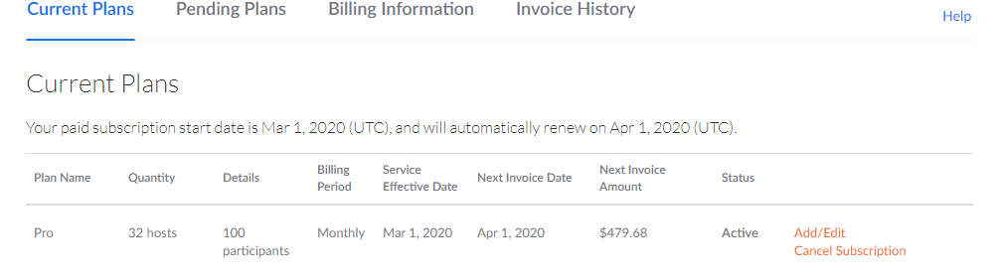 Current Plans Pending Plans Billing Information Invoice History
Help
Current Plans
Your paid subscription start date is Mar 1, 2020 (UTC), and will automatically renew on Apr 1, 2020 (UTC).
Plan Name Quantity Details Billing Period Service Effective Date Next Invoice Date Next Invoice Amount Status
Pro 32 hosts 100 participants Monthly Mar 1, 2020 Apr 1, 2020 $479.68 Active Add/Edit
Cancel Subscription